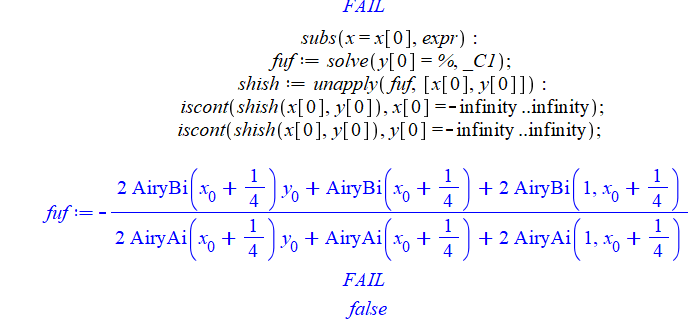 FAIL
subs(x = x[0], expr) :
fuf := solve(y[0] = %, _C1);
shish := unapply(fuf, [x[0], y[0]]) :
iscont(shish(x[0], y[0]), x[0] = -infinity ..infinity);
iscont(shish(x[0], y[0]), y[0] = -infinity ..infinity);
fuf := - (2 AiryBi(x₀ + 1/4) y₀ + AiryBi(x₀ + 1/4) + 2 AiryBi(1, x₀ + 1/4)) / (2 AiryAi(x₀ + 1/4) y₀ + AiryAi(x₀ + 1/4) + 2 AiryAi(1, x₀ + 1/4))
FAIL
false